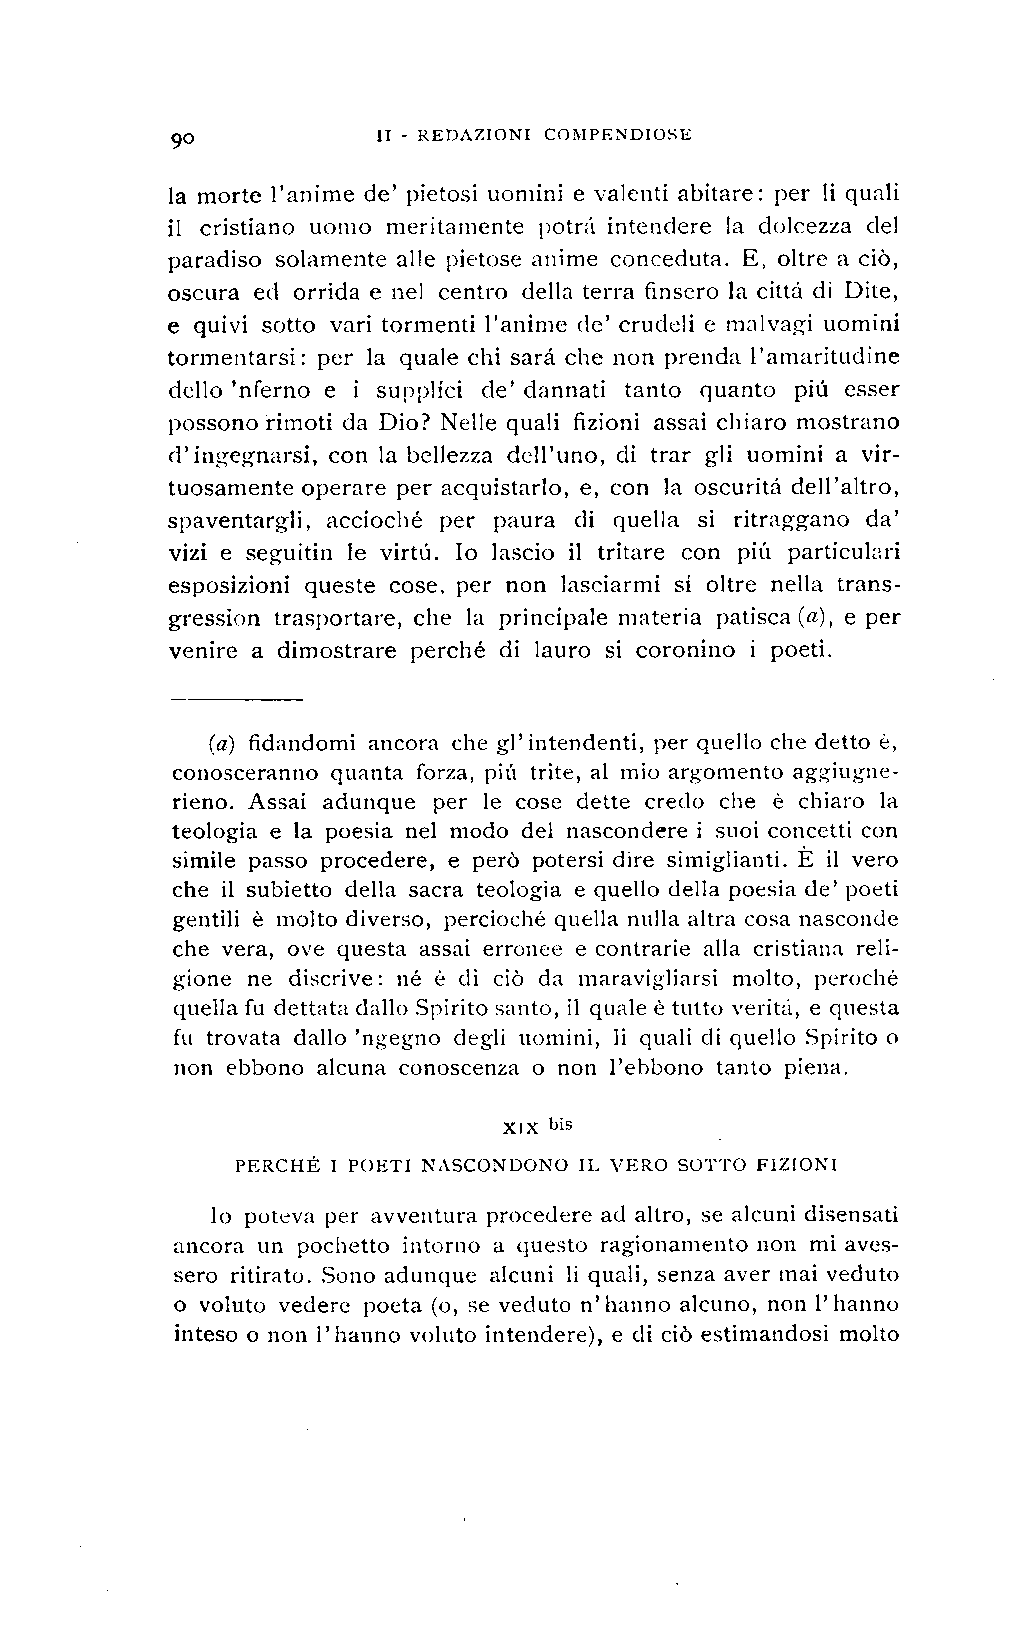 90 II - REDAZIONI COMPENDIOSE
la morte l'anime de' pietosi uomini e valenti abitare: per li quali
il cristiano uomo meritamente potrá intendere la dolcezza del
paradiso solamente alle pietose anime conceduta. E, oltre a ciò,
oscura ed orrida e nel centro della terra finsero la cittá di Dite,
e quivi sotto vari tormenti l'anime de' crudeli e malvagi uomini
tormentarsi: per la quale chi sará che non prenda l'amaritudine
dello 'nferno e i supplíci de' dannati tanto quanto piú esser
possono rimoti da Dio? Nelle quali fizioni assai chiaro mostrano
d'ingegnarsi, con la bellezza dell'uno, di trar gli uomini a vir-
tuosamente operare per acquistarlo, e, con la oscuritá dell'altro,
spaventargli, accioché per paura di quella si ritraggano da'
vizi e seguitin le virtú. Io lascio il tritare con piú particulari
esposizioni queste cose, per non lasciarmi sí oltre nella trans-
gression trasportare, che la principale materia patisca (a), e per
venire a dimostrare perché di lauro si coronino i poeti.
(a) fidandomi ancora che gl'intendenti, per quello che detto è,
conosceranno quanta forza, piú trite, al mio argomento aggiugne-
rieno. Assai adunque per le cose dette credo che è chiaro la
teologia e la poesia nel modo del nascondere i suoi concetti con
simile passo procedere, e però potersi dire simiglianti. È il vero
che il subietto della sacra teologia e quello della poesia de' poeti
gentili è molto diverso, percioché quella nulla altra cosa nasconde
che vera, ove questa assai erronee e contrarie alla cristiana reli-
gione ne discrive: né è di ciò da maravigliarsi molto, peroché
quella fu dettata dallo Spirito santo, il quale è tutto veritá, e questa
fu trovata dallo 'ngegno degli uomini, li quali di quello Spirito o
non ebbono alcuna conoscenza o non l'ebbono tanto piena.
XIX bis
PERCHÉ I POETI NASCONDONO IL VERO SOTTO FIZIONI
Io poteva per avventura procedere ad altro, se alcuni disensati
ancora un pochetto intorno a questo ragionamento non mi aves-
sero ritirato. Sono adunque alcuni li quali, senza aver mai veduto
o voluto vedere poeta (o, se veduto n'hanno alcuno, non l'hanno
inteso o non l'hanno voluto intendere), e di ciò estimandosi molto